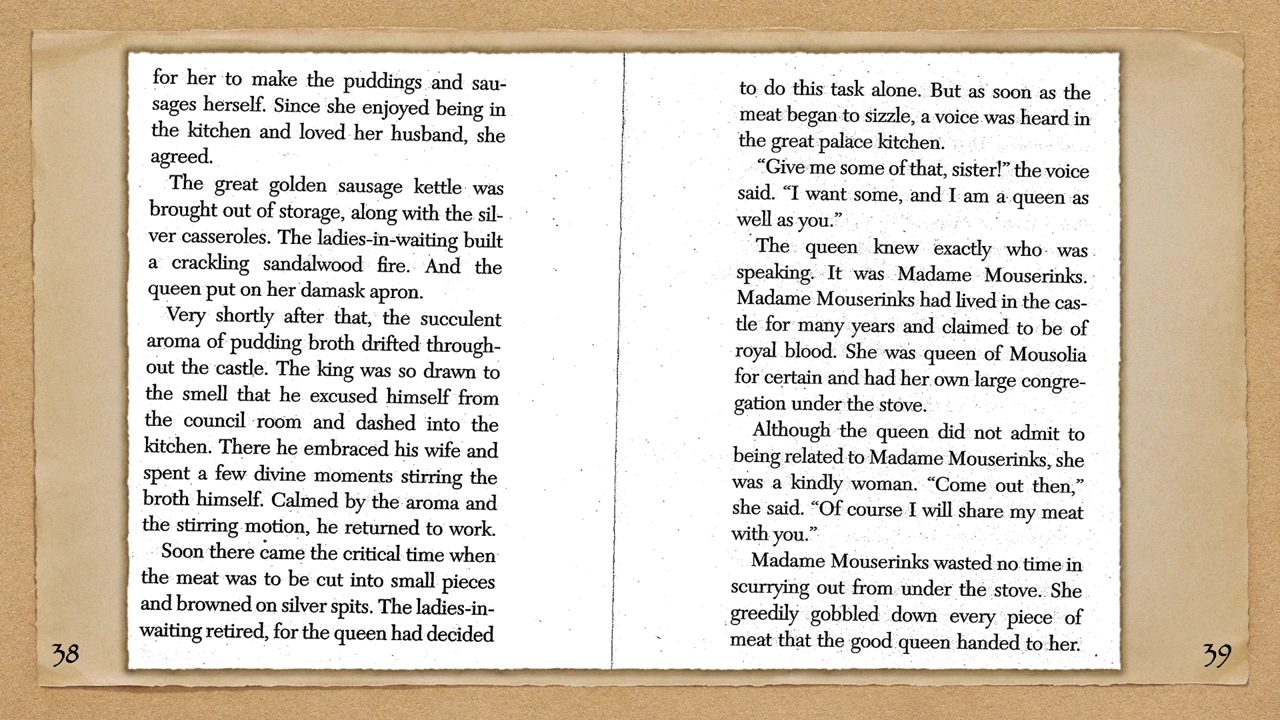 for her to make the puddings and sau-
sages herself. Since she enjoyed being in
the kitchen and loved her husband, she
agreed.
The great golden sausage kettle was
brought out of storage, along with the sil-
ver casseroles. The ladies-in-waiting built
a crackling sandalwood fire. And the
queen put on her damask apron.
Very shortly after that, the succulent
aroma of pudding broth drifted through-
out the castle. The king was so drawn to
the smell that he excused himself from
the council room and dashed into the
kitchen. There he embraced his wife and
spent a few divine moments stirring the
broth himself. Calmed by the aroma and
the stirring motion, he returned to work.
Soon there came the critical time when
the meat was to be cut into small pieces
and browned on silver spits. The ladies-in-
waiting retired, for the queen had decided
38
to do this task alone. But as soon as the
meat began to sizzle, a voice was heard in
the great palace kitchen.
“Give me some of that, sister!” the voice
said. “I want some, and I am a queen as
well as you.”
The queen knew exactly who was
speaking. It was Madame Mouserinks.
Madame Mouserinks had lived in the cas-
tle for many years and claimed to be of
royal blood. She was queen of Mousolia
for certain and had her own large congre-
gation under the stove.
Although the queen did not admit to
being related to Madame Mouserinks, she
was a kindly woman. “Come out then,”
she said. “Of course I will share my meat
with you.”
Madame Mouserinks wasted no time in
scurrying out from under the stove. She
greedily gobbled down every piece of
meat that the good queen handed to her.
39